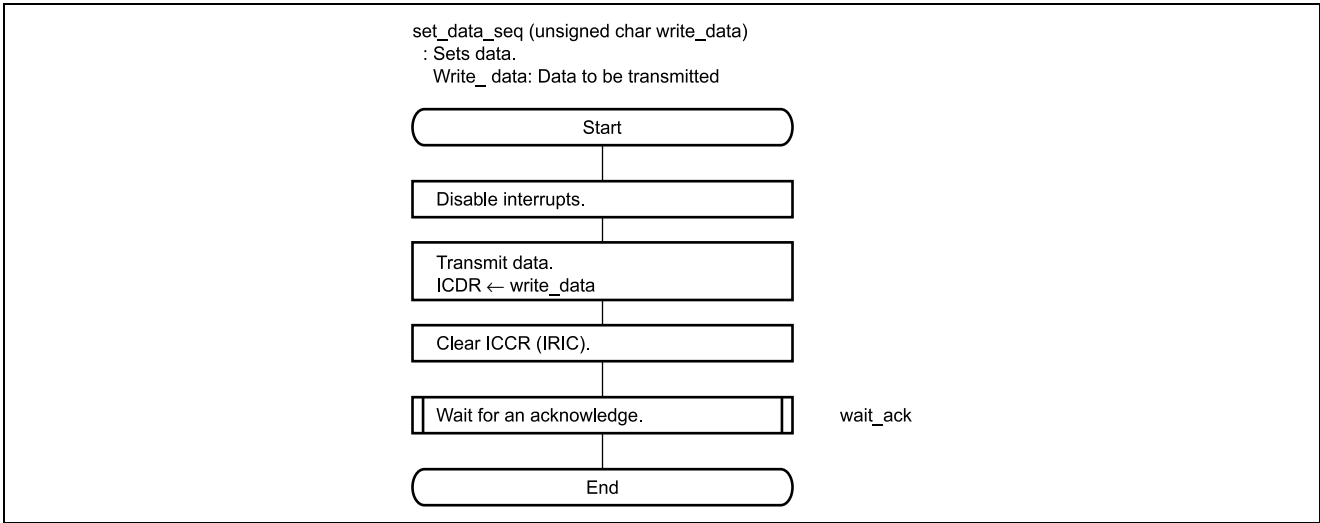 set_data_seq (unsigned char write_data)
: Sets data.
Write_ data: Data to be transmitted
Start
Disable interrupts.
Transmit data.
ICDR ← write_data
Clear ICCR (IRIC).
Wait for an acknowledge.
wait_ack
End